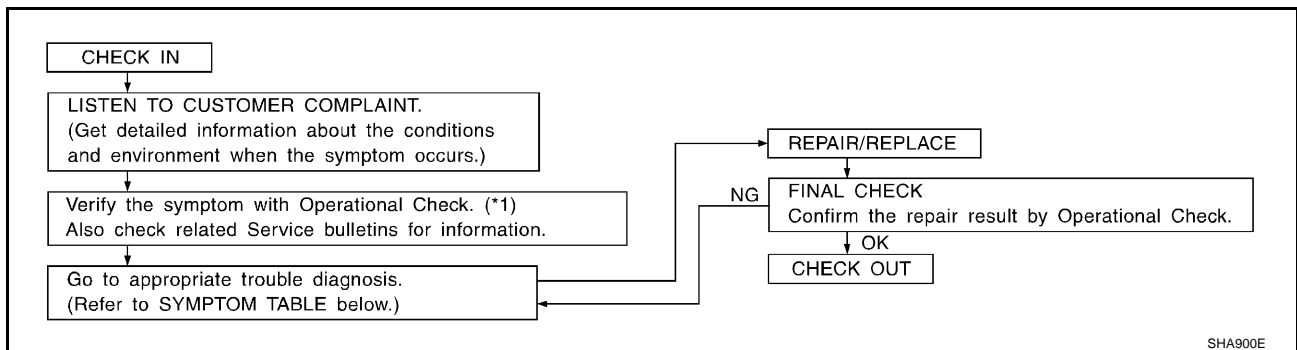 CHECK IN
LISTEN TO CUSTOMER COMPLAINT.
(Get detailed information about the conditions
and environment when the symptom occurs.)
Verify the symptom with Operational Check. (*1)
Also check related Service bulletins for information.
Go to appropriate trouble diagnosis.
(Refer to SYMPTOM TABLE below.)
REPAIR/REPLACE
NG
FINAL CHECK
Confirm the repair result by Operational Check.
OK
CHECK OUT
SHA900E